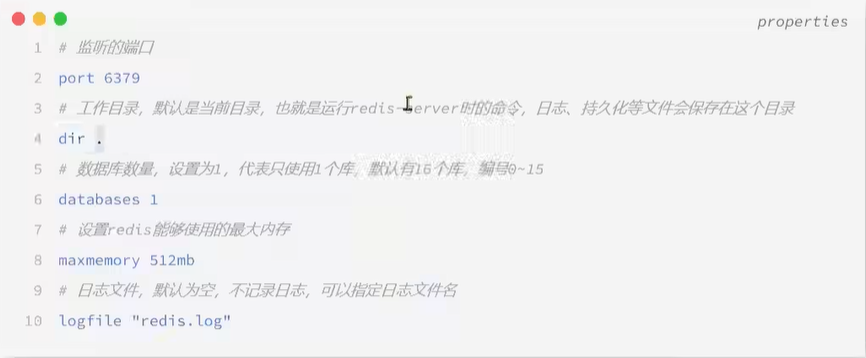 properties
1 # 监听的端口
2 port 6379
3 # 工作目录，默认是当前目录，也就是运行redis-server时的命令，日志、持久化等文件会保存在这个目录
4 dir .
5 # 数据库数量，设置为1，代表只使用1个库，默认有16个库，编号0~15
6 databases 1
7 # 设置redis能够使用的最大内存
8 maxmemory 512mb
9 # 日志文件，默认为空，不记录日志，可以指定日志文件名
10 logfile "redis.log"